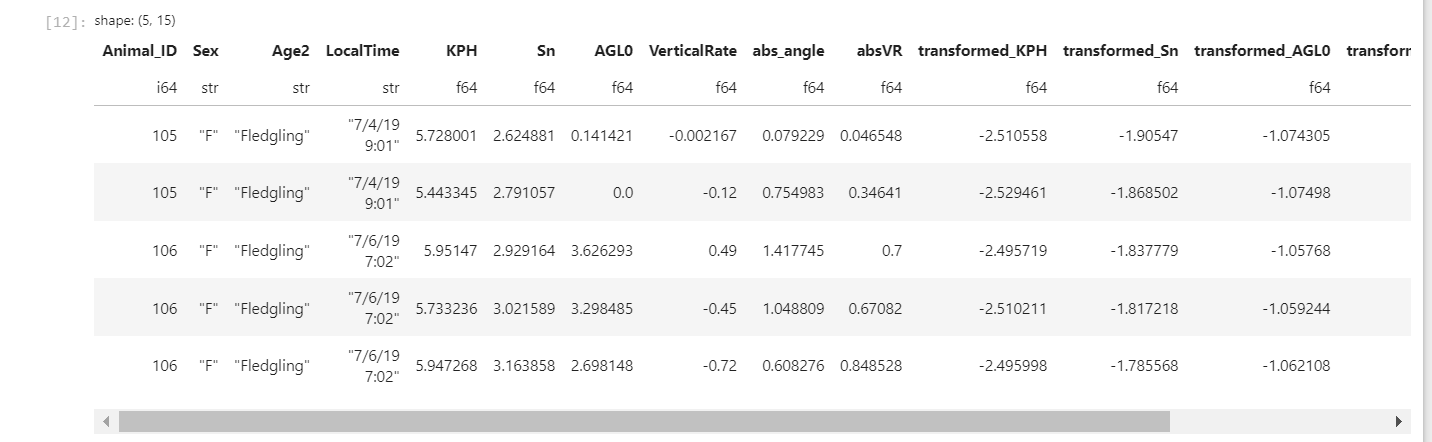 [12]: shape: (5, 15)
Animal_ID Sex Age2 LocalTime KPH Sn AGL0 VerticalRate abs_angle absVR transformed_KPH transformed_Sn transformed_AGL0 transforr
i64 str str str f64 f64 f64 f64 f64 f64 f64 f64 f64
105 "F" "Fledgling" "7/4/19 9:01" 5.728001 2.624881 0.141421 -0.002167 0.079229 0.046548 -2.510558 -1.90547 -1.074305
105 "F" "Fledgling" "7/4/19 9:01" 5.443345 2.791057 0.0 -0.12 0.754983 0.34641 -2.529461 -1.868502 -1.07498
106 "F" "Fledgling" "7/6/19 7:02" 5.95147 2.929164 3.626293 0.49 1.417745 0.7 -2.495719 -1.837779 -1.05768
106 "F" "Fledgling" "7/6/19 7:02" 5.733236 3.021589 3.298485 -0.45 1.048809 0.67082 -2.510211 -1.817218 -1.059244
106 "F" "Fledgling" "7/6/19 7:02" 5.947268 3.163858 2.698148 -0.72 0.608276 0.848528 -2.495998 -1.785568 -1.062108